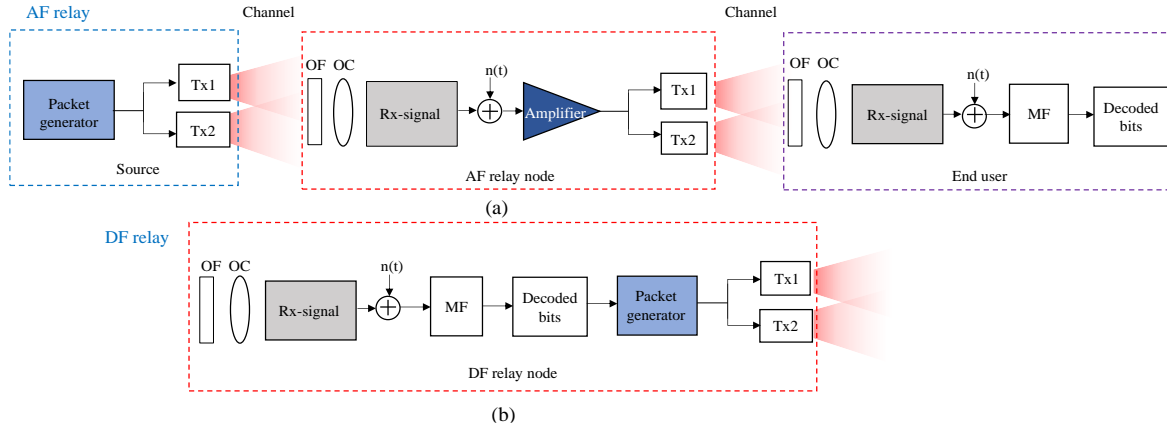 AF relay
Channel
Channel
Packet
generator
Tx1
Tx2
Source
OF OC
Rx-signal
n(t)
Amplifier
Tx1
Tx2
AF relay node
OF OC
Rx-signal
n(t)
MF
Decoded
bits
End user
(a)
DF relay
OF OC
Rx-signal
n(t)
MF
Decoded
bits
Packet
generator
Tx1
Tx2
DF relay node
(b)